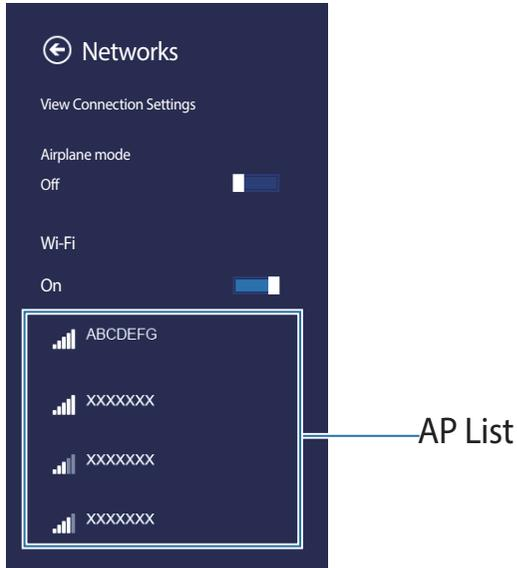 Networks
View Connection Settings
Airplane mode
Off
Wi-Fi
On
ABCDEFG
XXXXXXX
XXXXXXX
XXXXXXX
AP List